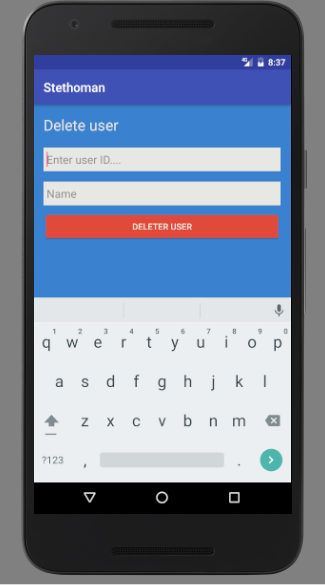 8:37
Stethoman
Delete user
Enter user ID....
Name
DELETER USER
1 2 3 4 5 6 7 8 9 0
q w e r t y u i o p
a s d f g h j k l
z x c v b n m
?123 , .